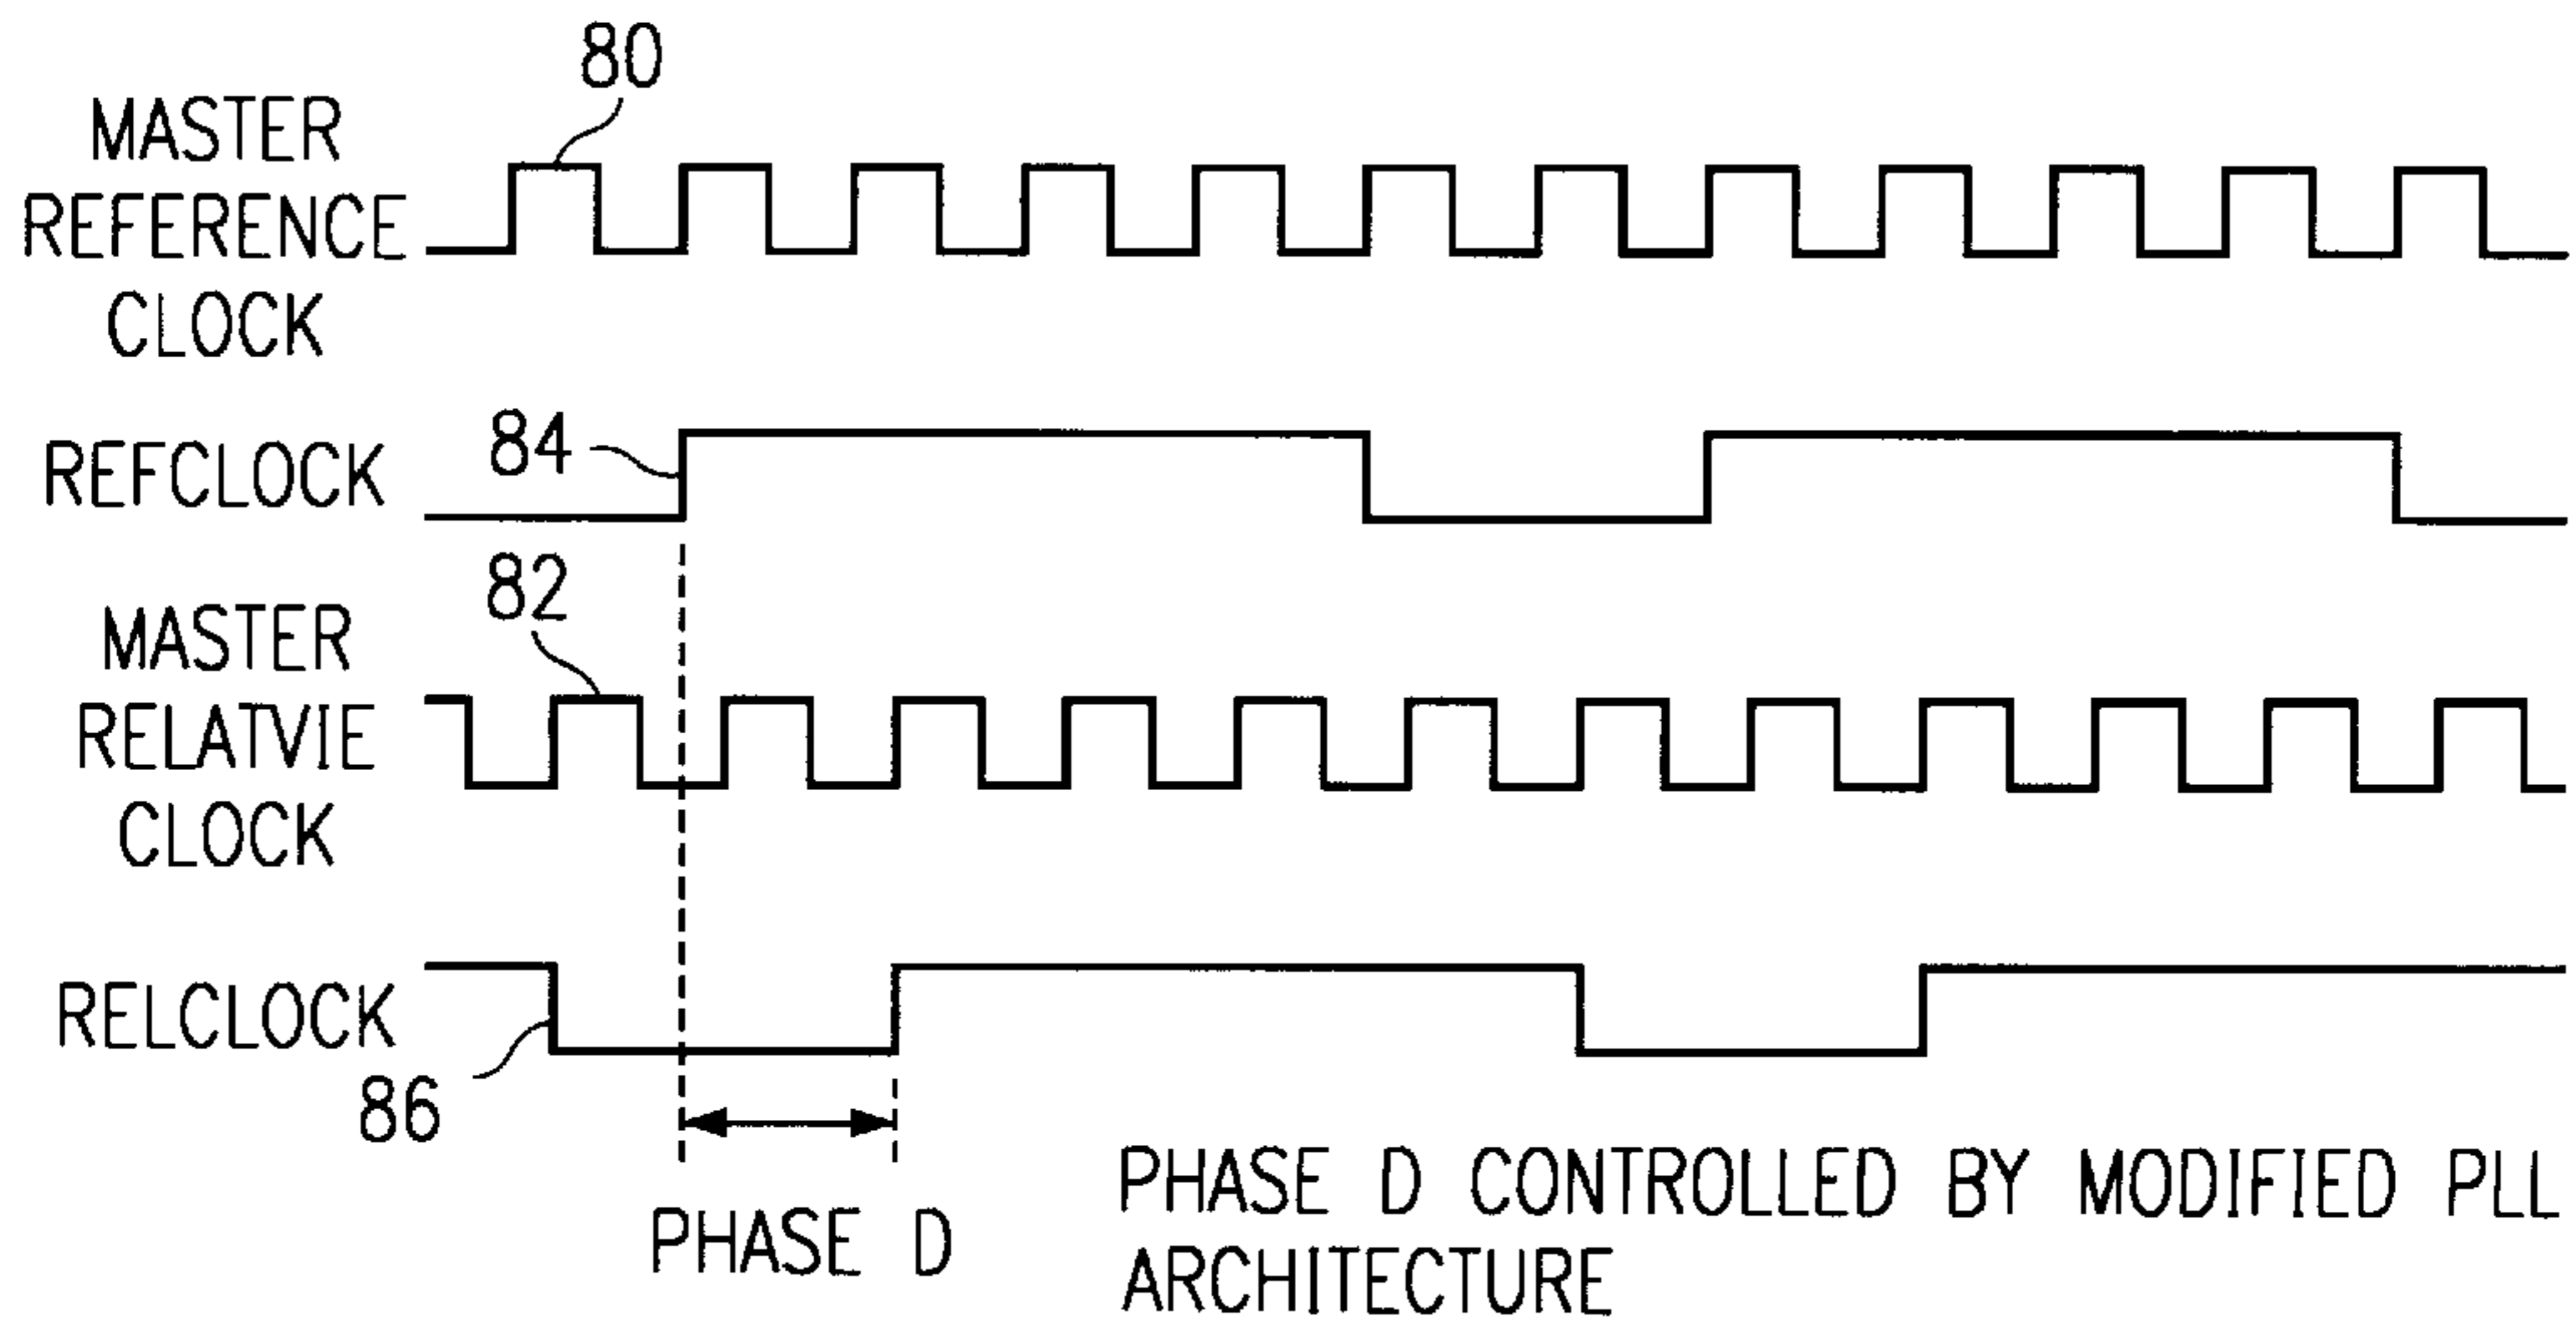 80
MASTER
REFERENCE
CLOCK
84
REFCLOCK
82
MASTER
RELATVIE
CLOCK
RELCLOCK
86
PHASE D
PHASE D CONTROLLED BY MODIFIED PLL
ARCHITECTURE